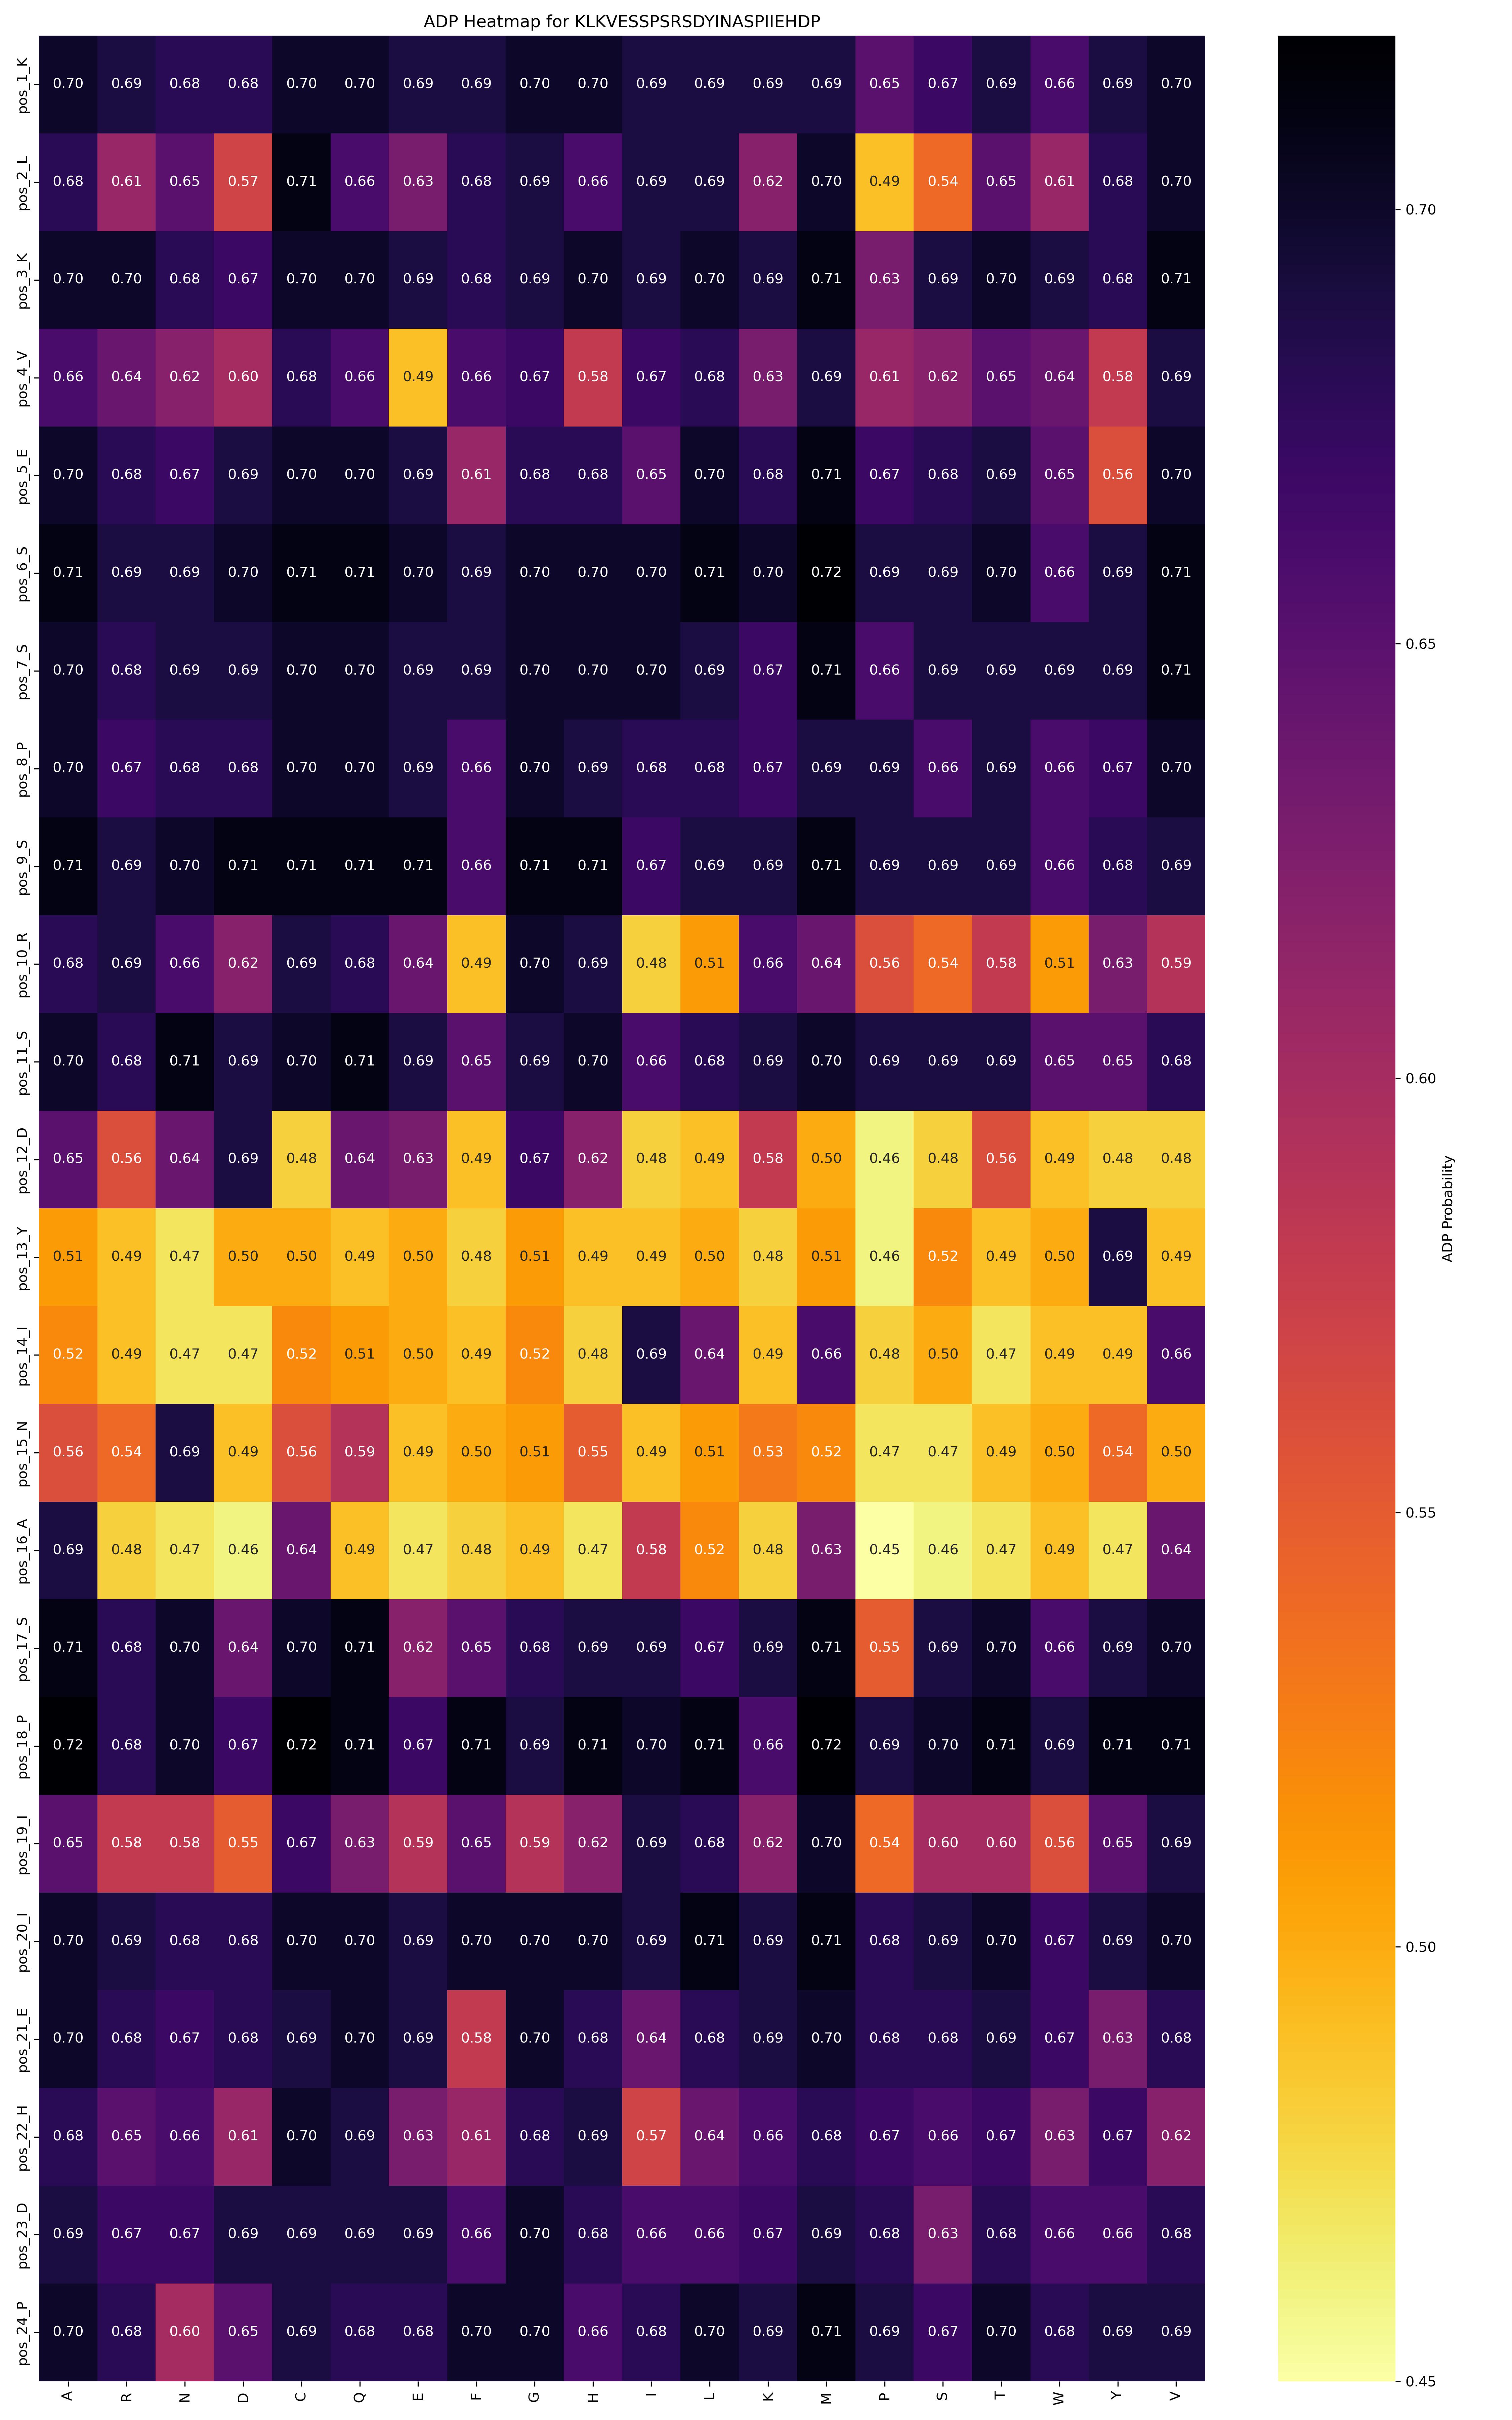 ADP Heatmap for KLKVESSPSRSDYINASPIIEHDP
pos_1_K 0.70 0.69 0.68 0.68 0.70 0.70 0.69 0.69 0.70 0.70 0.69 0.69 0.69 0.69 0.65 0.67 0.69 0.66 0.69 0.70
pos_2_L 0.68 0.61 0.65 0.57 0.71 0.66 0.63 0.68 0.69 0.66 0.69 0.69 0.62 0.70 0.49 0.54 0.65 0.61 0.68 0.70
pos_3_K 0.70 0.70 0.68 0.67 0.70 0.70 0.69 0.68 0.69 0.70 0.69 0.70 0.69 0.71 0.63 0.69 0.70 0.69 0.68 0.71
pos_4_V 0.66 0.64 0.62 0.60 0.68 0.66 0.49 0.66 0.67 0.58 0.67 0.68 0.63 0.69 0.61 0.62 0.65 0.64 0.58 0.69
pos_5_E 0.70 0.68 0.67 0.69 0.70 0.70 0.69 0.61 0.68 0.68 0.65 0.70 0.68 0.71 0.67 0.68 0.69 0.65 0.56 0.70
pos_6_S 0.71 0.69 0.69 0.70 0.71 0.71 0.70 0.69 0.70 0.70 0.70 0.71 0.70 0.72 0.69 0.69 0.70 0.66 0.69 0.71
pos_7_S 0.70 0.68 0.69 0.69 0.70 0.70 0.69 0.69 0.70 0.70 0.70 0.69 0.67 0.71 0.66 0.69 0.69 0.69 0.69 0.71
pos_8_P 0.70 0.67 0.68 0.68 0.70 0.70 0.69 0.66 0.70 0.69 0.68 0.68 0.67 0.69 0.69 0.66 0.69 0.66 0.67 0.70
pos_9_S 0.71 0.69 0.70 0.71 0.71 0.71 0.71 0.66 0.71 0.71 0.67 0.69 0.69 0.71 0.69 0.69 0.69 0.66 0.68 0.69
pos_10_R 0.68 0.69 0.66 0.62 0.69 0.68 0.64 0.49 0.70 0.69 0.48 0.51 0.66 0.64 0.56 0.54 0.58 0.51 0.63 0.59
pos_11_S 0.70 0.68 0.71 0.69 0.70 0.71 0.69 0.65 0.69 0.70 0.66 0.68 0.69 0.70 0.69 0.69 0.69 0.65 0.65 0.68
pos_12_D 0.65 0.56 0.64 0.69 0.48 0.64 0.63 0.49 0.67 0.62 0.48 0.49 0.58 0.50 0.46 0.48 0.56 0.49 0.48 0.48
pos_13_Y 0.51 0.49 0.47 0.50 0.50 0.49 0.50 0.48 0.51 0.49 0.49 0.50 0.48 0.51 0.46 0.52 0.49 0.50 0.69 0.49
pos_14_I 0.52 0.49 0.47 0.47 0.52 0.51 0.50 0.49 0.52 0.48 0.69 0.64 0.49 0.66 0.48 0.50 0.47 0.49 0.49 0.66
pos_15_N 0.56 0.54 0.69 0.49 0.56 0.59 0.49 0.50 0.51 0.55 0.49 0.51 0.53 0.52 0.47 0.47 0.49 0.50 0.54 0.50
pos_16_A 0.69 0.48 0.47 0.46 0.64 0.49 0.47 0.48 0.49 0.47 0.58 0.52 0.48 0.63 0.45 0.46 0.47 0.49 0.47 0.64
pos_17_S 0.71 0.68 0.70 0.64 0.70 0.71 0.62 0.65 0.68 0.69 0.69 0.67 0.69 0.71 0.55 0.69 0.70 0.66 0.69 0.70
pos_18_P 0.72 0.68 0.70 0.67 0.72 0.71 0.67 0.71 0.69 0.71 0.70 0.71 0.66 0.72 0.69 0.70 0.71 0.69 0.71 0.71
pos_19_I 0.65 0.58 0.58 0.55 0.67 0.63 0.59 0.65 0.59 0.62 0.69 0.68 0.62 0.70 0.54 0.60 0.60 0.56 0.65 0.69
pos_20_I 0.70 0.69 0.68 0.68 0.70 0.70 0.69 0.70 0.70 0.70 0.69 0.71 0.69 0.71 0.68 0.69 0.70 0.67 0.69 0.70
pos_21_E 0.70 0.68 0.67 0.68 0.69 0.70 0.69 0.58 0.70 0.68 0.64 0.68 0.69 0.70 0.68 0.68 0.69 0.67 0.63 0.68
pos_22_H 0.68 0.65 0.66 0.61 0.70 0.69 0.63 0.61 0.68 0.69 0.57 0.64 0.66 0.68 0.67 0.66 0.67 0.63 0.67 0.62
pos_23_D 0.69 0.67 0.67 0.69 0.69 0.69 0.69 0.66 0.70 0.68 0.66 0.66 0.67 0.69 0.68 0.63 0.68 0.66 0.66 0.68
pos_24_P 0.70 0.68 0.60 0.65 0.69 0.68 0.68 0.70 0.70 0.66 0.68 0.70 0.69 0.71 0.69 0.67 0.70 0.68 0.69 0.69
A R N D C Q E F G H I L K M P S T W Y V
0.70
0.65
0.60
0.55
0.50
0.45
ADP Probability